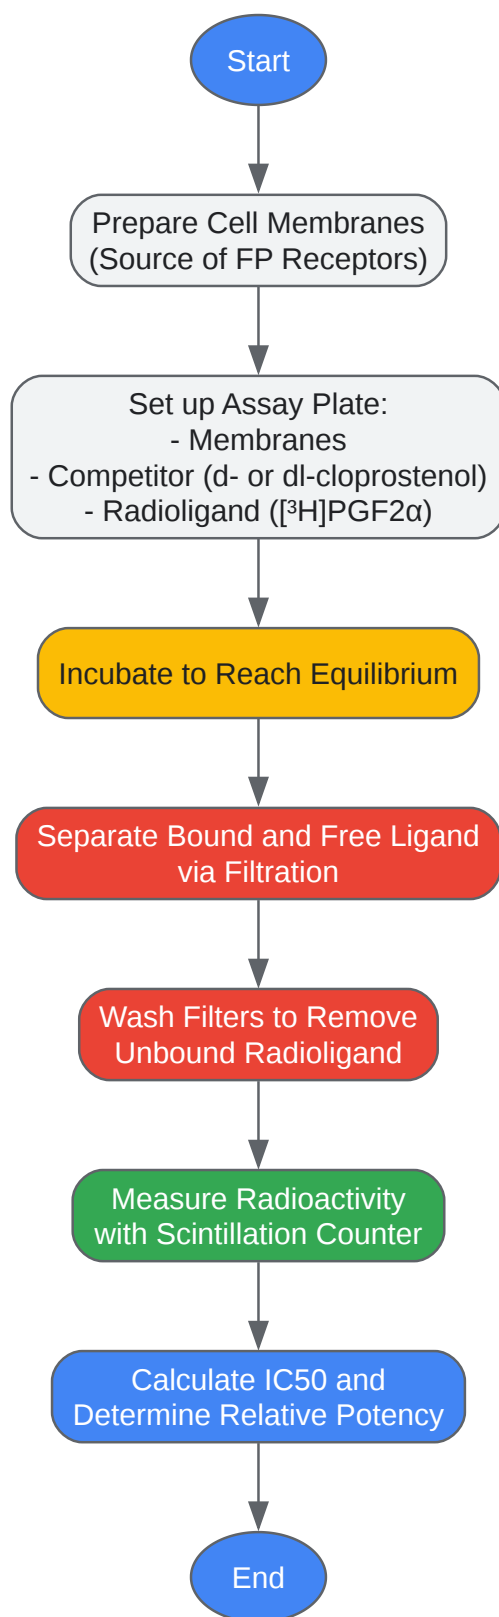 Start
Prepare Cell Membranes
(Source of FP Receptors)
Set up Assay Plate:
- Membranes
- Competitor (d- or dl-cloprostenol)
- Radioligand ([³H]PGF2α)
Incubate to Reach Equilibrium
Separate Bound and Free Ligand
via Filtration
Wash Filters to Remove
Unbound Radioligand
Measure Radioactivity
with Scintillation Counter
Calculate IC50 and
Determine Relative Potency
End